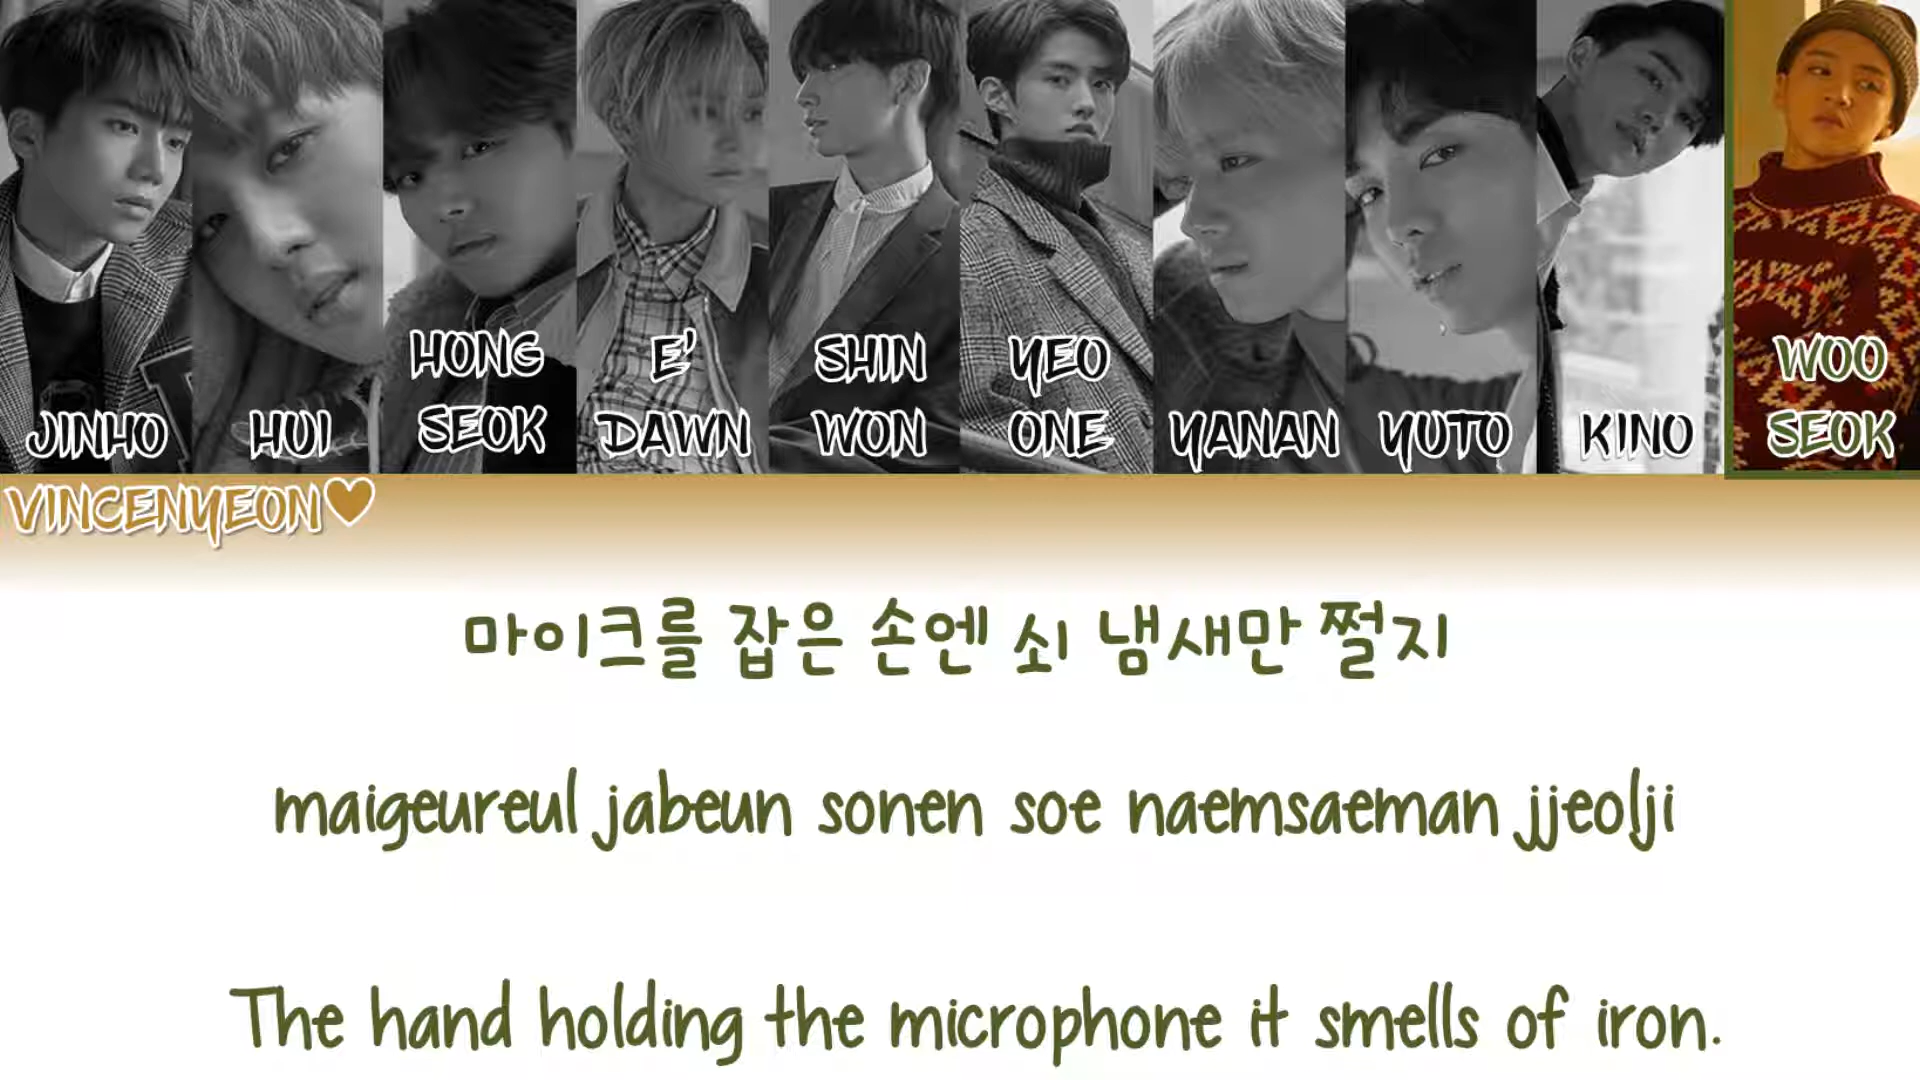 JINHO
HUI
HONG
SEOK
E'
DAWN
SHIN
WON
YEO
ONE
YANAN
YUTO
KINO
WOO
SEOK
VINCENYEON♡
마이크를 잡은 손엔 쇠 냄새만 쩔지
maigeureul jabeun sonen soe naemsaeman jjeolji
The hand holding the microphone it smells of iron.